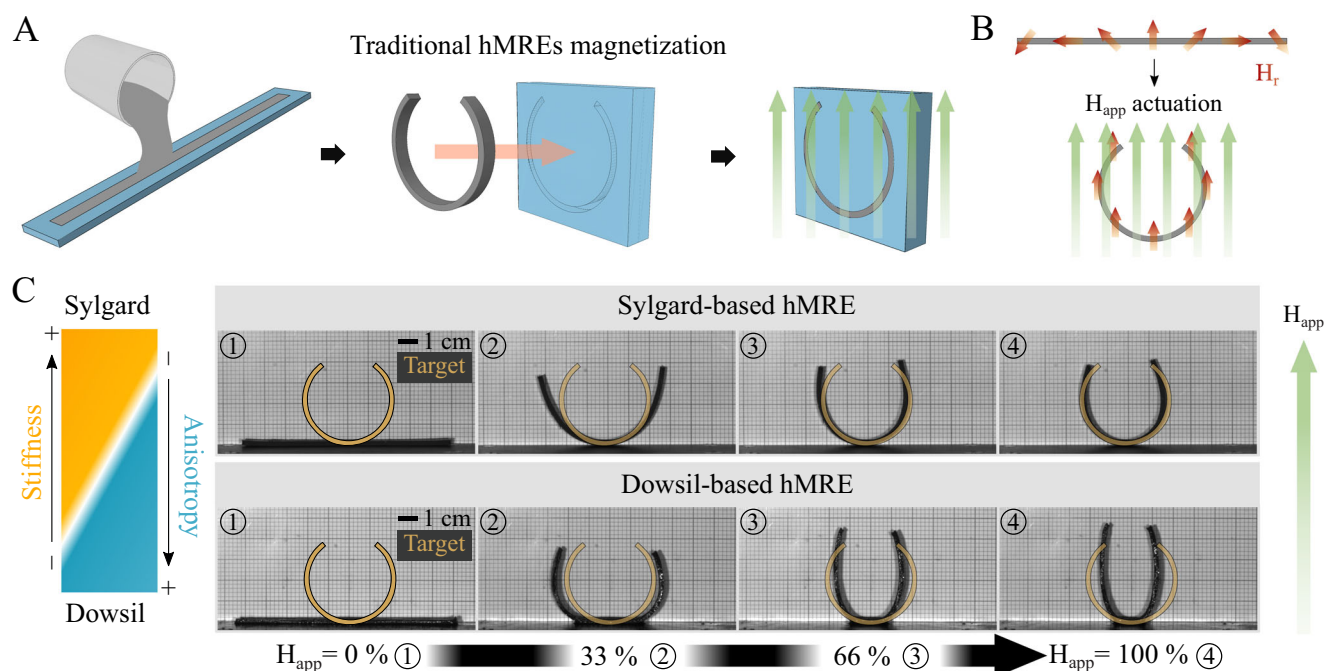 A
Traditional hMREs magnetization
B
H_r
H_app actuation
C
Sylgard
+
−
Stiffness
Anisotropy
−
+
Dowsil
Sylgard-based hMRE
① ② ③ ④
1 cm
Target
Dowsil-based hMRE
① ② ③ ④
1 cm
Target
H_app
H_app= 0 % ① 33 % ② 66 % ③ H_app= 100 % ④